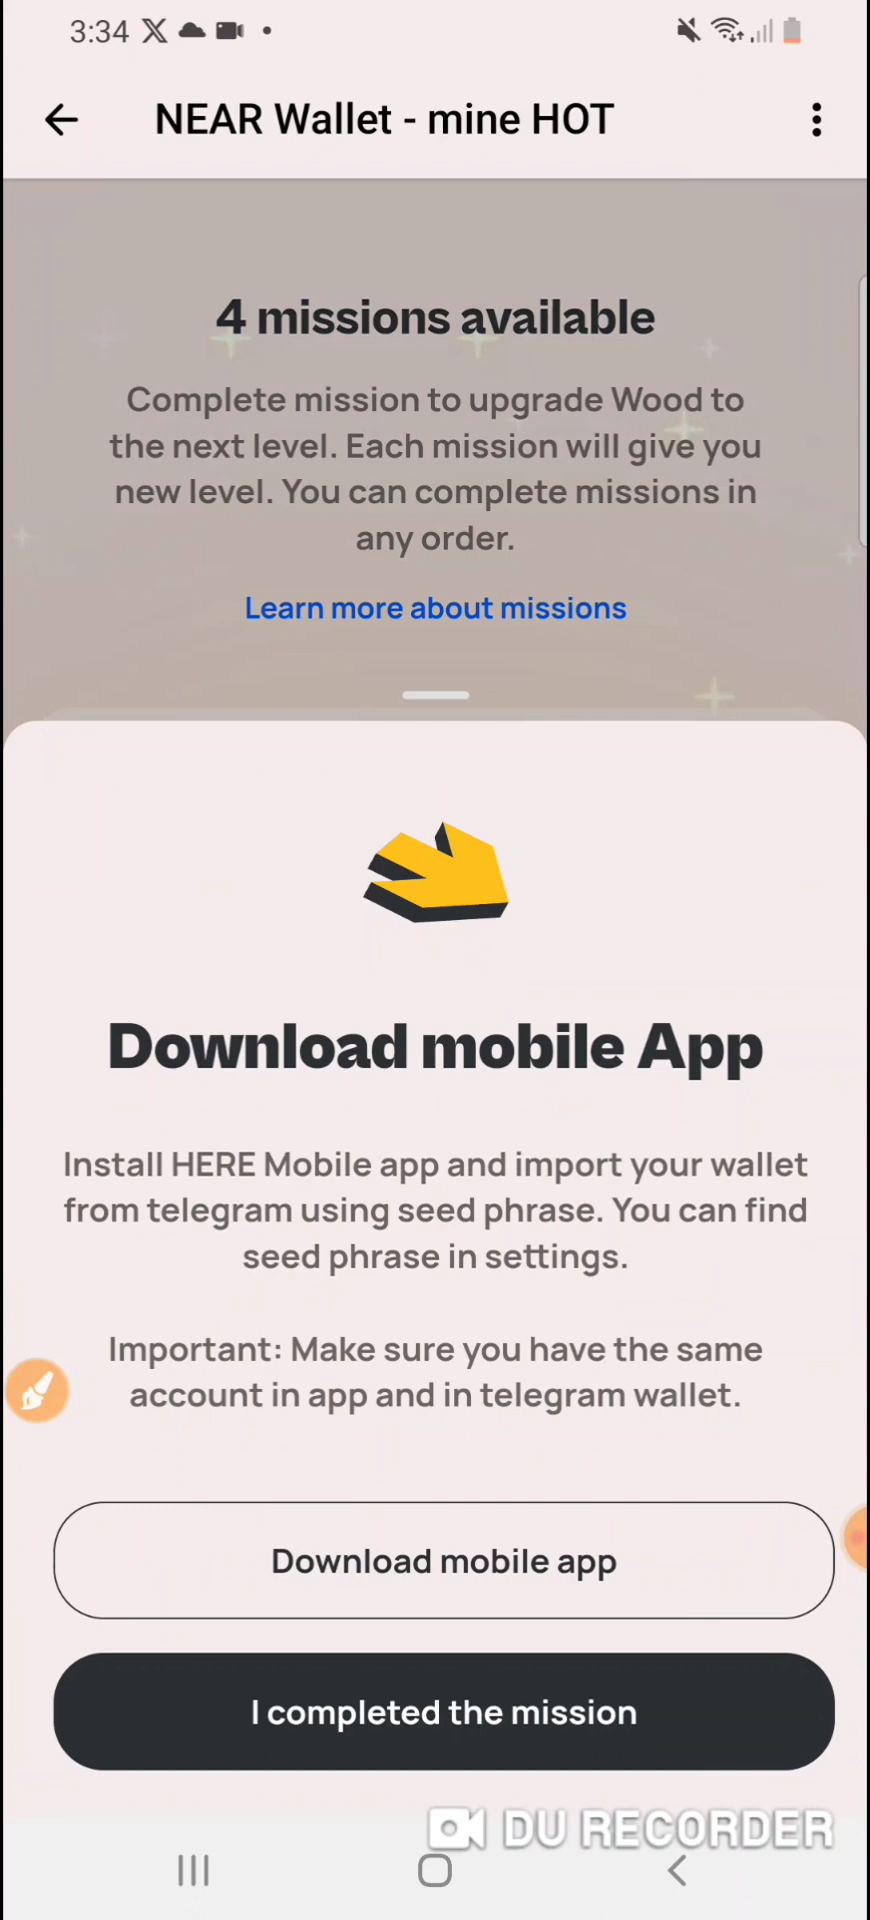 3:34
NEAR Wallet - mine HOT
4 missions available
Complete mission to upgrade Wood to
the next level. Each mission will give you
new level. You can complete missions in
any order.
Learn more about missions
Download mobile App
Install HERE Mobile app and import your wallet
from telegram using seed phrase. You can find
seed phrase in settings.
Important: Make sure you have the same
account in app and in telegram wallet.
Download mobile app
I completed the mission
DU RECORDER